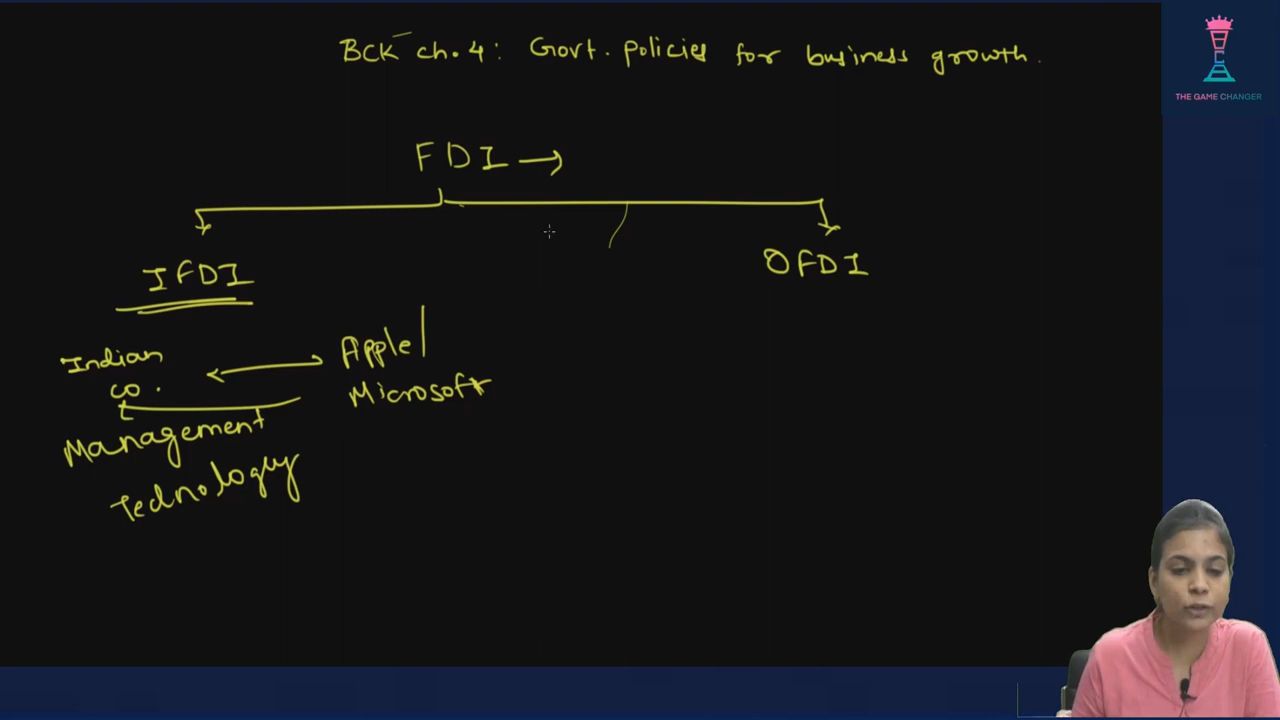 BCK ch. 4: Govt. policies for business growth.
THE GAME CHANGER
FDI →
IFDI
OFDI
Indian co.
Apple/
Microsoft
Management
Technology